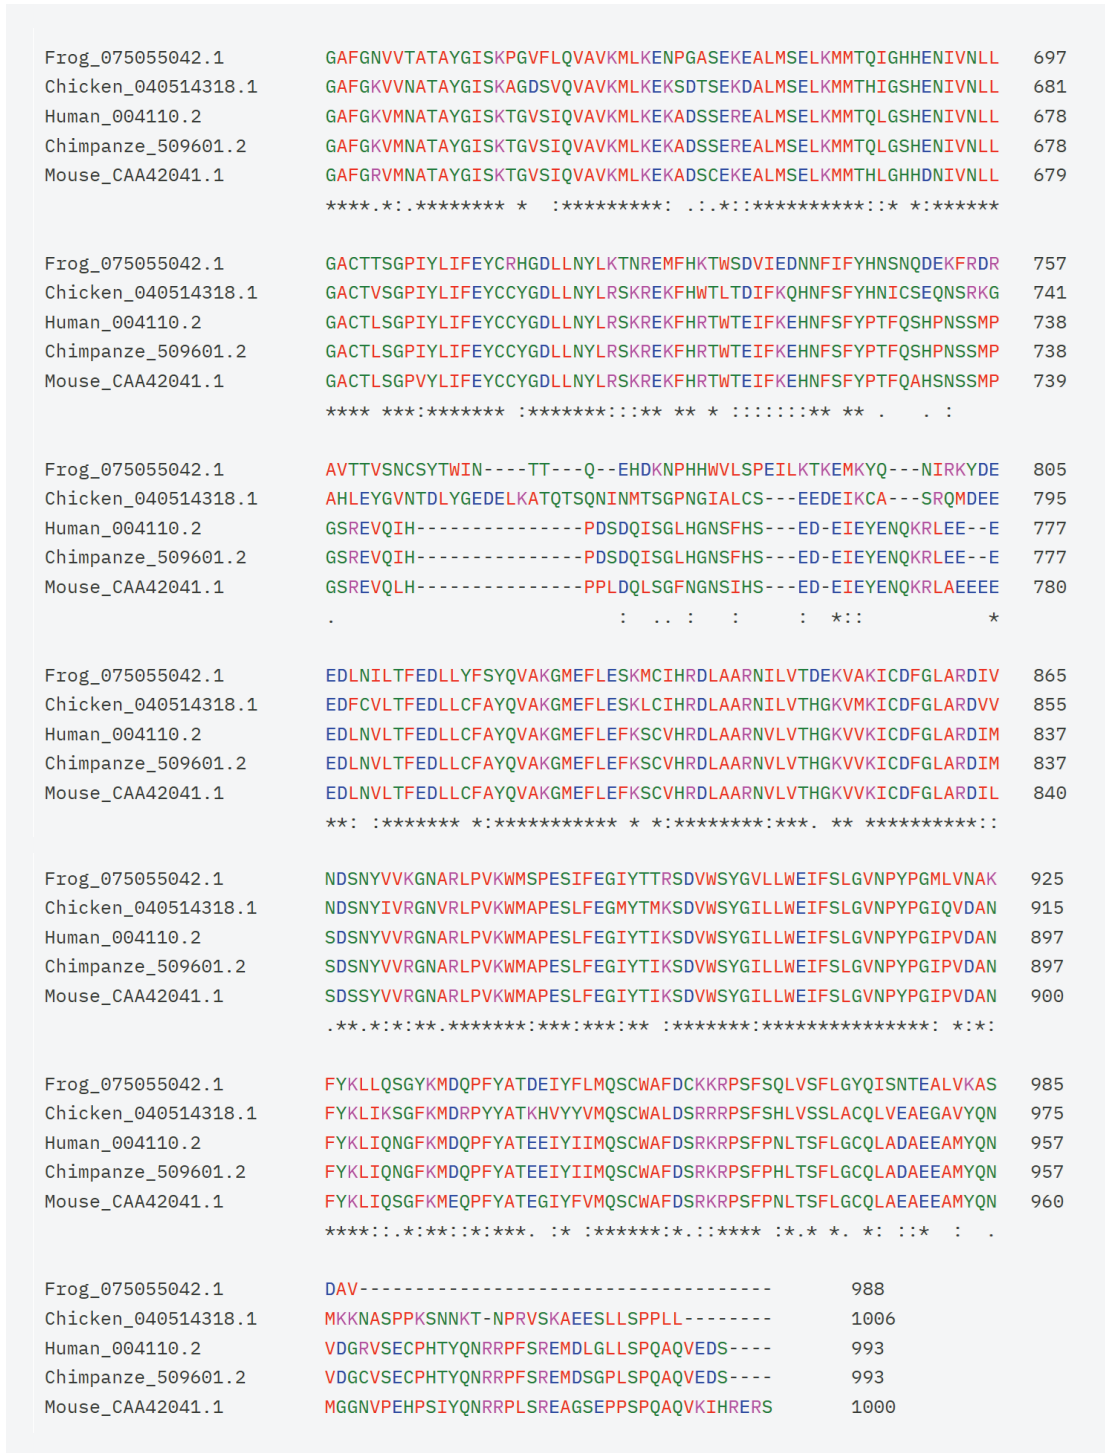 Frog_075055042.1 GAFGNVVTATAYGISKPGVFLQVAVKMLKENPGASEKEALMSELKMMTQIGHHENIVNLL 697
Chicken_040514318.1 GAFGKVVNATAYGISKAGDSVQVAVKMLKEKSDTSEKDALMSELKMMTHIGSHENIVNLL 681
Human_004110.2 GAFGKVMNATAYGISKTGVSIQVAVKMLKEKADSSEREALMSELKMMTQLGSHENIVNLL 678
Chimpanze_509601.2 GAFGKVMNATAYGISKTGVSIQVAVKMLKEKADSSEREALMSELKMMTQLGSHENIVNLL 678
Mouse_CAA42041.1 GAFGRVMNATAYGISKTGVSIQVAVKMLKEKADSCEKEALMSELKMMTHLGHHDNIVNLL 679
****.*:.******** *  :*********: .:.*::**********::* *:******
Frog_075055042.1 GACTTSGPIYLIFEYCRHGDLLNYLKTNREMFHKTWSDVIEDNNFIFYHNSNQDEKFRDR 757
Chicken_040514318.1 GACTVSGPIYLIFEYCCYGDLLNYLRSKREKFHWTLTDIFKQHNFSFYHNICSEQNSRKG 741
Human_004110.2 GACTLSGPIYLIFEYCCYGDLLNYLRSKREKFHRTWTEIFKEHNFSFYPTFQSHPNSSMP 738
Chimpanze_509601.2 GACTLSGPIYLIFEYCCYGDLLNYLRSKREKFHRTWTEIFKEHNFSFYPTFQSHPNSSMP 738
Mouse_CAA42041.1 GACTLSGPVYLIFEYCCYGDLLNYLRSKREKFHRTWTEIFKEHNFSFYPTFQAHSNSSMP 739
**** ***:******* :*******:::** ** * :::::::** ** .   . :
Frog_075055042.1 AVTTVSNCSYTWIN----TT---Q--EHDKNPHHWVLSPEILKTKEMKYQ---NIRKYDE 805
Chicken_040514318.1 AHLEYGVNTDLYGEDELKATQTSQNINMTSGPNGIALCS---EEDEIKCA---SRQMDEE 795
Human_004110.2 GSREVQIH---------------PDSDQISGLHGNSFHS---ED-EIEYENQKRLEE--E 777
Chimpanze_509601.2 GSREVQIH---------------PDSDQISGLHGNSFHS---ED-EIEYENQKRLEE--E 777
Mouse_CAA42041.1 GSREVQLH---------------PPLDQLSGFNGNSIHS---ED-EIEYENQKRLAEEEE 780
.                         :  .. :   :     :  *::           *
Frog_075055042.1 EDLNILTFEDLLYFSYQVAKGMEFLESKMCIHRDLAARNILVTDEKVAKICDFGLARDIV 865
Chicken_040514318.1 EDFCVLTFEDLLCFAYQVAKGMEFLESKLCIHRDLAARNILVTHGKVMKICDFGLARDVV 855
Human_004110.2 EDLNVLTFEDLLCFAYQVAKGMEFLEFKSCVHRDLAARNVLVTHGKVVKICDFGLARDIM 837
Chimpanze_509601.2 EDLNVLTFEDLLCFAYQVAKGMEFLEFKSCVHRDLAARNVLVTHGKVVKICDFGLARDIM 837
Mouse_CAA42041.1 EDLNVLTFEDLLCFAYQVAKGMEFLEFKSCVHRDLAARNVLVTHGKVVKICDFGLARDIL 840
**: :******* *:*********** * *:********:***. ** **********::
Frog_075055042.1 NDSNYVVKGNARLPVKWMSPESIFEGIYTTRSDVWSYGVLLWEIFSLGVNPYPGMLVNAK 925
Chicken_040514318.1 NDSNYIVRGNVRLPVKWMAPESLFEGMYTMKSDVWSYGILLWEIFSLGVNPYPGIQVDAN 915
Human_004110.2 SDSNYVVRGNARLPVKWMAPESLFEGIYTIKSDVWSYGILLWEIFSLGVNPYPGIPVDAN 897
Chimpanze_509601.2 SDSNYVVRGNARLPVKWMAPESLFEGIYTIKSDVWSYGILLWEIFSLGVNPYPGIPVDAN 897
Mouse_CAA42041.1 SDSSYVVRGNARLPVKWMAPESLFEGIYTIKSDVWSYGILLWEIFSLGVNPYPGIPVDAN 900
.**.*:*:**.*******:***:***:** :*******:***************: *:*:
Frog_075055042.1 FYKLLQSGYKMDQPFYATDEIYFLMQSCWAFDCKKRPSFSQLVSFLGYQISNTEALVKAS 985
Chicken_040514318.1 FYKLIKSGFKMDRPYYATKHVYYVMQSCWALDSRRRPSFSHLVSSLACQLVEAEGAVYQN 975
Human_004110.2 FYKLIQNGFKMDQPFYATEEIYIIMQSCWAFDSRKRPSFPNLTSFLGCQLADAEEAMYQN 957
Chimpanze_509601.2 FYKLIQNGFKMDQPFYATEEIYIIMQSCWAFDSRKRPSFPHLTSFLGCQLADAEEAMYQN 957
Mouse_CAA42041.1 FYKLIQSGFKMEQPFYATEGIYFVMQSCWAFDSRKRPSFPNLTSFLGCQLAEAEEAMYQN 960
****::.*:**::*:***. :* :******:*.::**** :*.* *. *: ::*  :  .
Frog_075055042.1 DAV------------------------------------- 988
Chicken_040514318.1 MKKNASPPKSNNKT-NPRVSKAEESLLSPPLL-------- 1006
Human_004110.2 VDGRVSECPHTYQNRRPFSREMDLGLLSPQAQVEDS---- 993
Chimpanze_509601.2 VDGCVSECPHTYQNRRPFSREMDSGPLSPQAQVEDS---- 993
Mouse_CAA42041.1 MGGNVPEHPSIYQNRRPLSREAGSEPPSPQAQVKIHRERS 1000